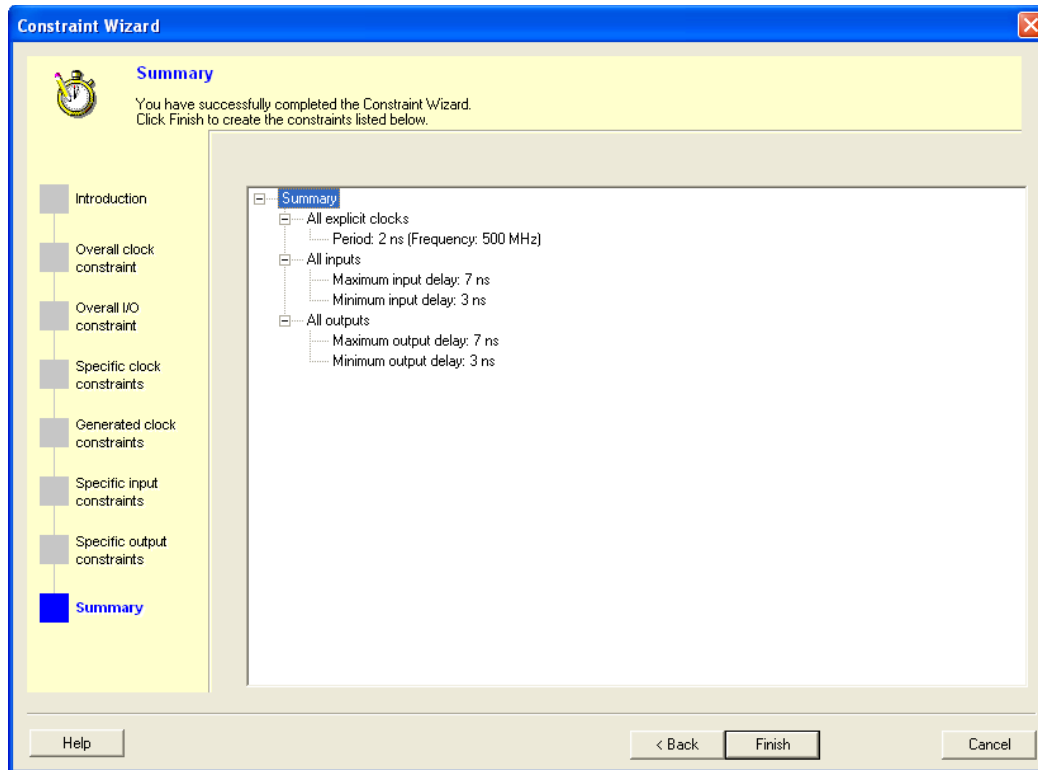 Constraint Wizard
Summary
You have successfully completed the Constraint Wizard.
Click Finish to create the constraints listed below.
Introduction
Overall clock
constraint
Overall I/O
constraint
Specific clock
constraints
Generated clock
constraints
Specific input
constraints
Specific output
constraints
Summary
Summary
All explicit clocks
Period: 2 ns (Frequency: 500 MHz)
All inputs
Maximum input delay: 7 ns
Minimum input delay: 3 ns
All outputs
Maximum output delay: 7 ns
Minimum output delay: 3 ns
Help
< Back
Finish
Cancel